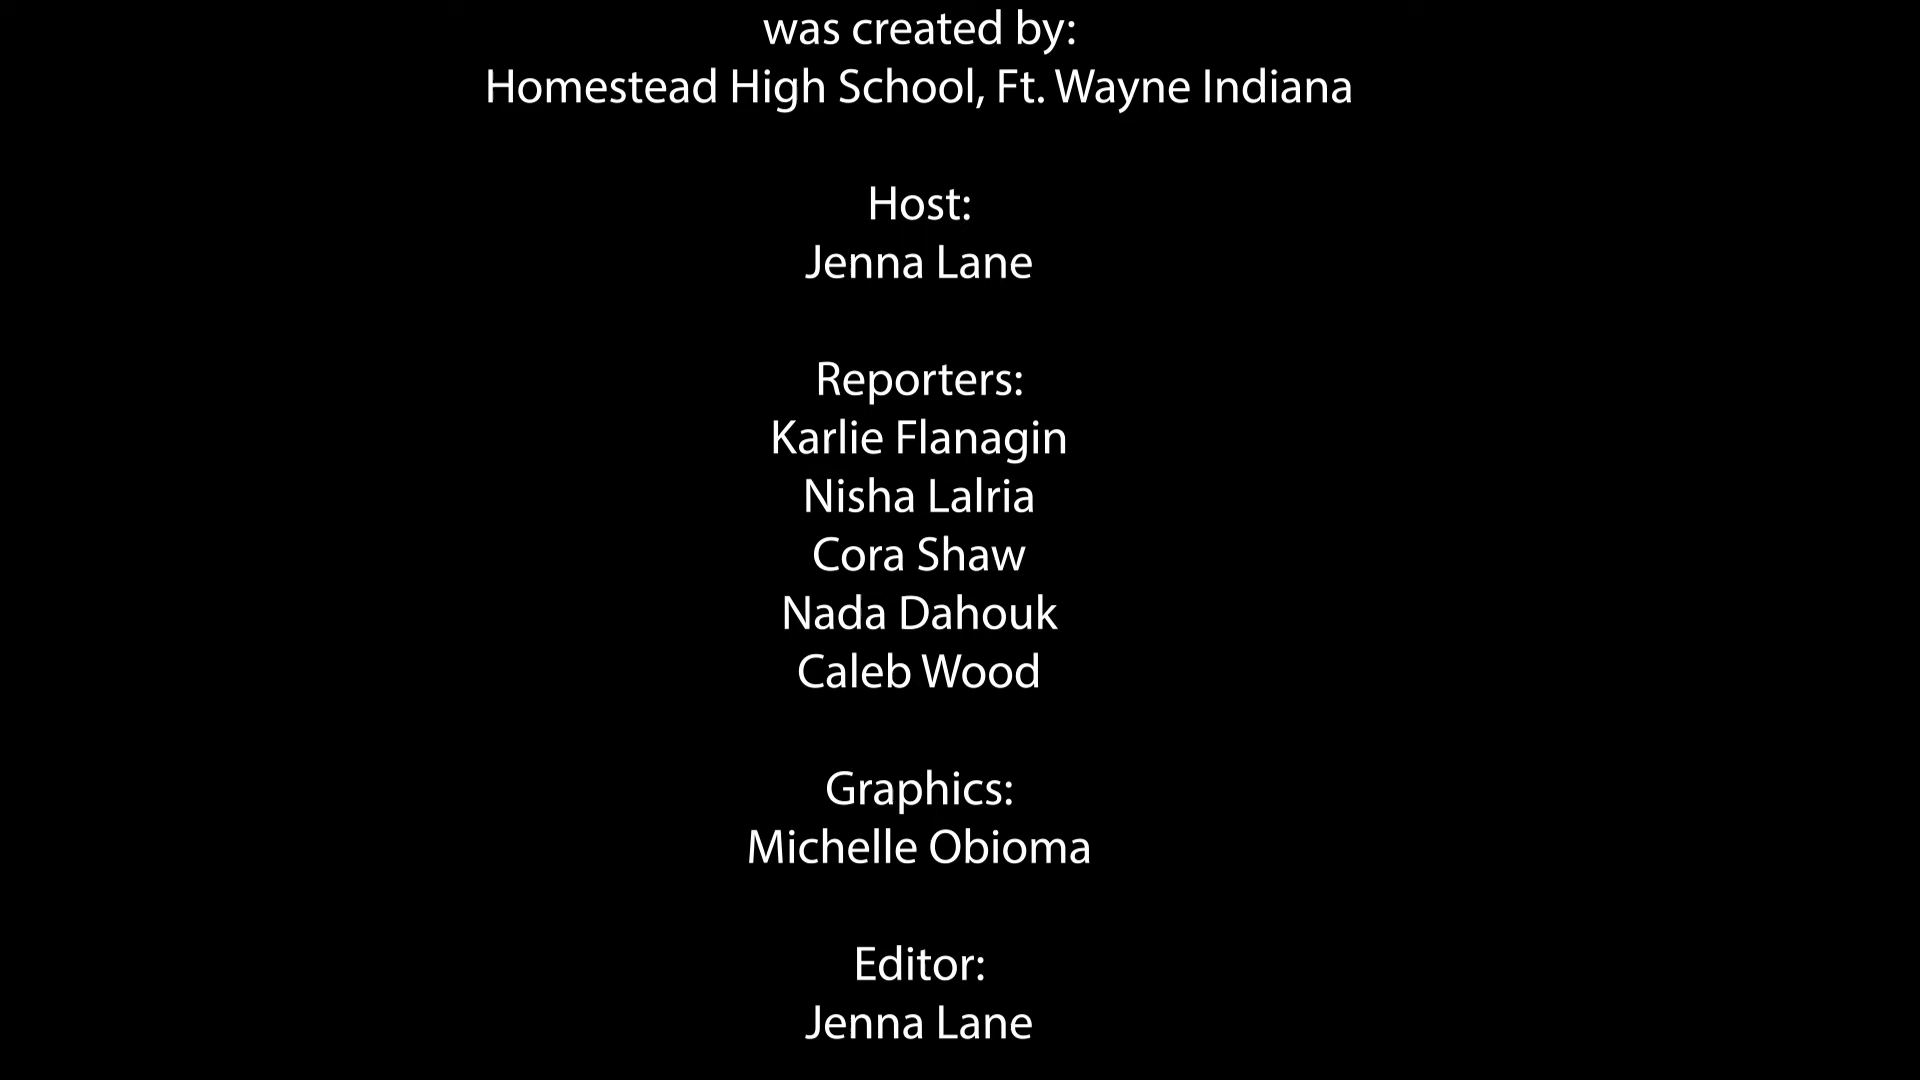 was created by:
Homestead High School, Ft. Wayne Indiana
Host:
Jenna Lane
Reporters:
Karlie Flanagin
Nisha Lalria
Cora Shaw
Nada Dahouk
Caleb Wood
Graphics:
Michelle Obioma
Editor:
Jenna Lane